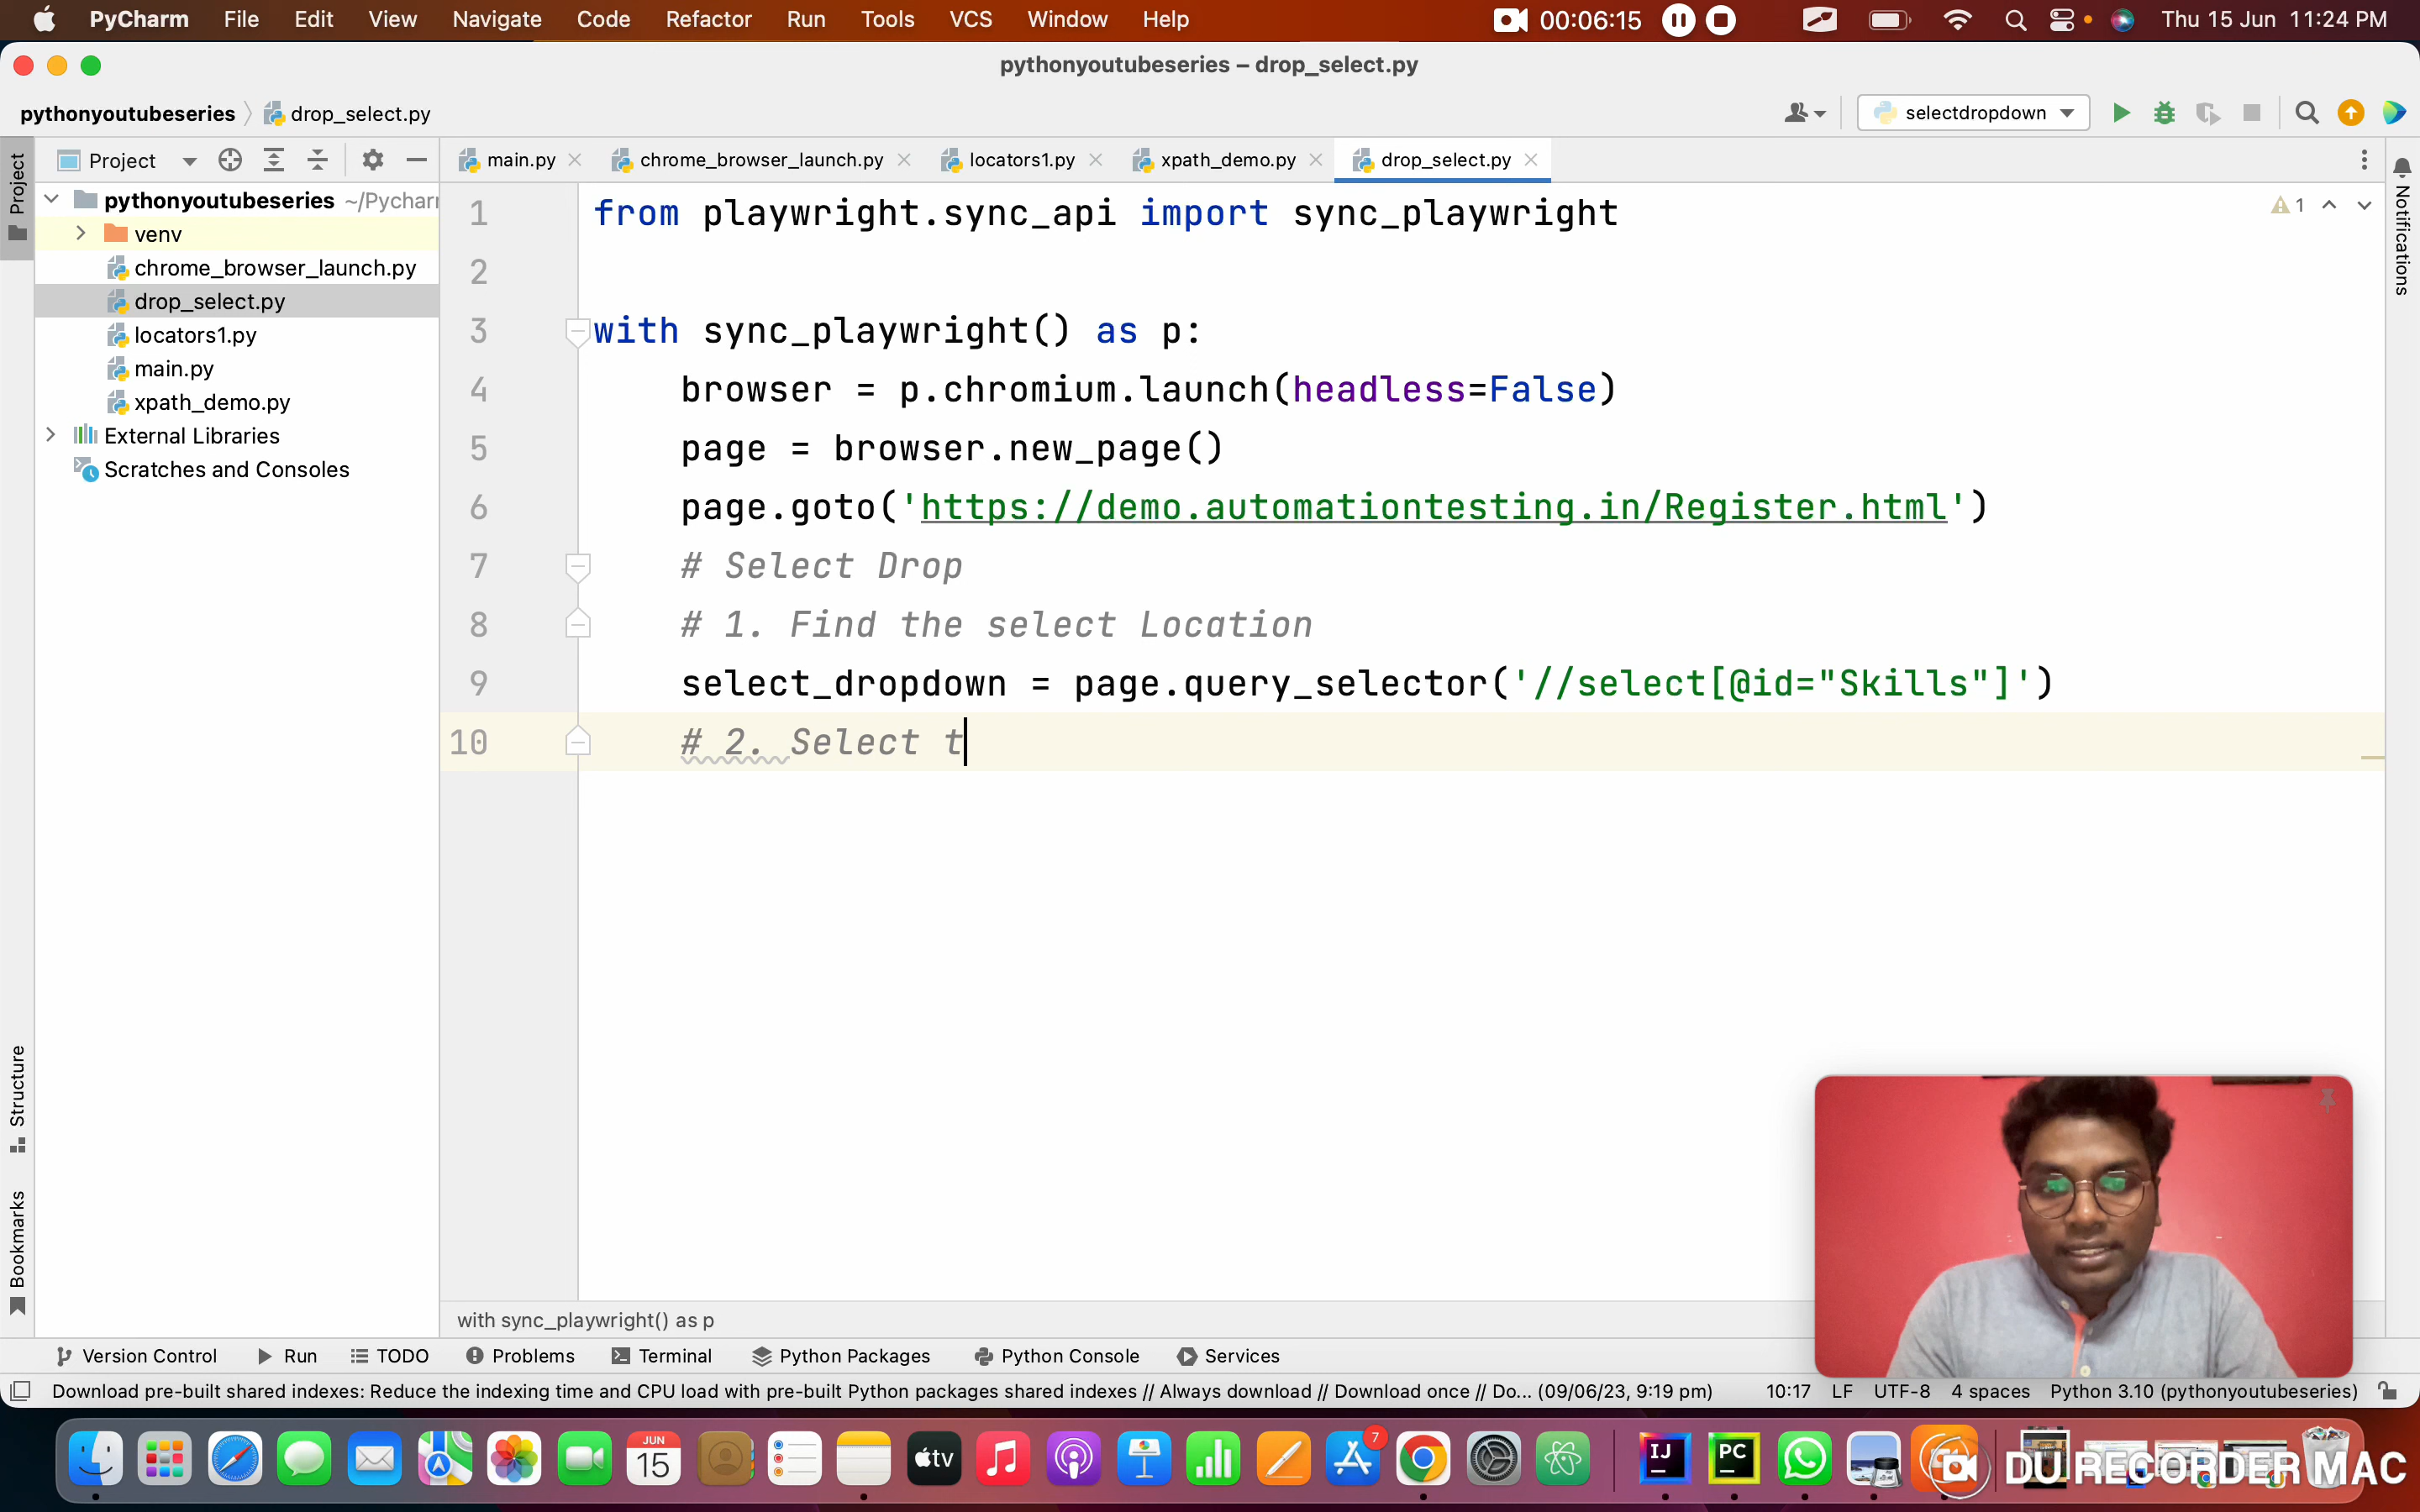 PyCharm File Edit View Navigate Code Refactor Run Tools VCS Window Help 00:06:15 Thu 15 Jun 11:24 PM
pythonyoutubeseries – drop_select.py
pythonyoutubeseries drop_select.py selectdropdown
Project main.py chrome_browser_launch.py locators1.py xpath_demo.py drop_select.py
Project
Notifications
pythonyoutubeseries ~/Pychar
venv
chrome_browser_launch.py
drop_select.py
locators1.py
main.py
xpath_demo.py
External Libraries
Scratches and Consoles
1 from playwright.sync_api import sync_playwright
1
2
3 with sync_playwright() as p:
4 browser = p.chromium.launch(headless=False)
5 page = browser.new_page()
6 page.goto('https://demo.automationtesting.in/Register.html')
7 # Select Drop
8 # 1. Find the select Location
9 select_dropdown = page.query_selector('//select[@id="Skills"]')
10 # 2. Select t
Structure
Bookmarks
with sync_playwright() as p
Version Control Run TODO Problems Terminal Python Packages Python Console Services
Download pre-built shared indexes: Reduce the indexing time and CPU load with pre-built Python packages shared indexes // Always download // Download once // Do... (09/06/23, 9:19 pm) 10:17 LF UTF-8 4 spaces Python 3.10 (pythonyoutubeseries)
JUN
15
tv
7
IJ
PC
DU RECORDER MAC